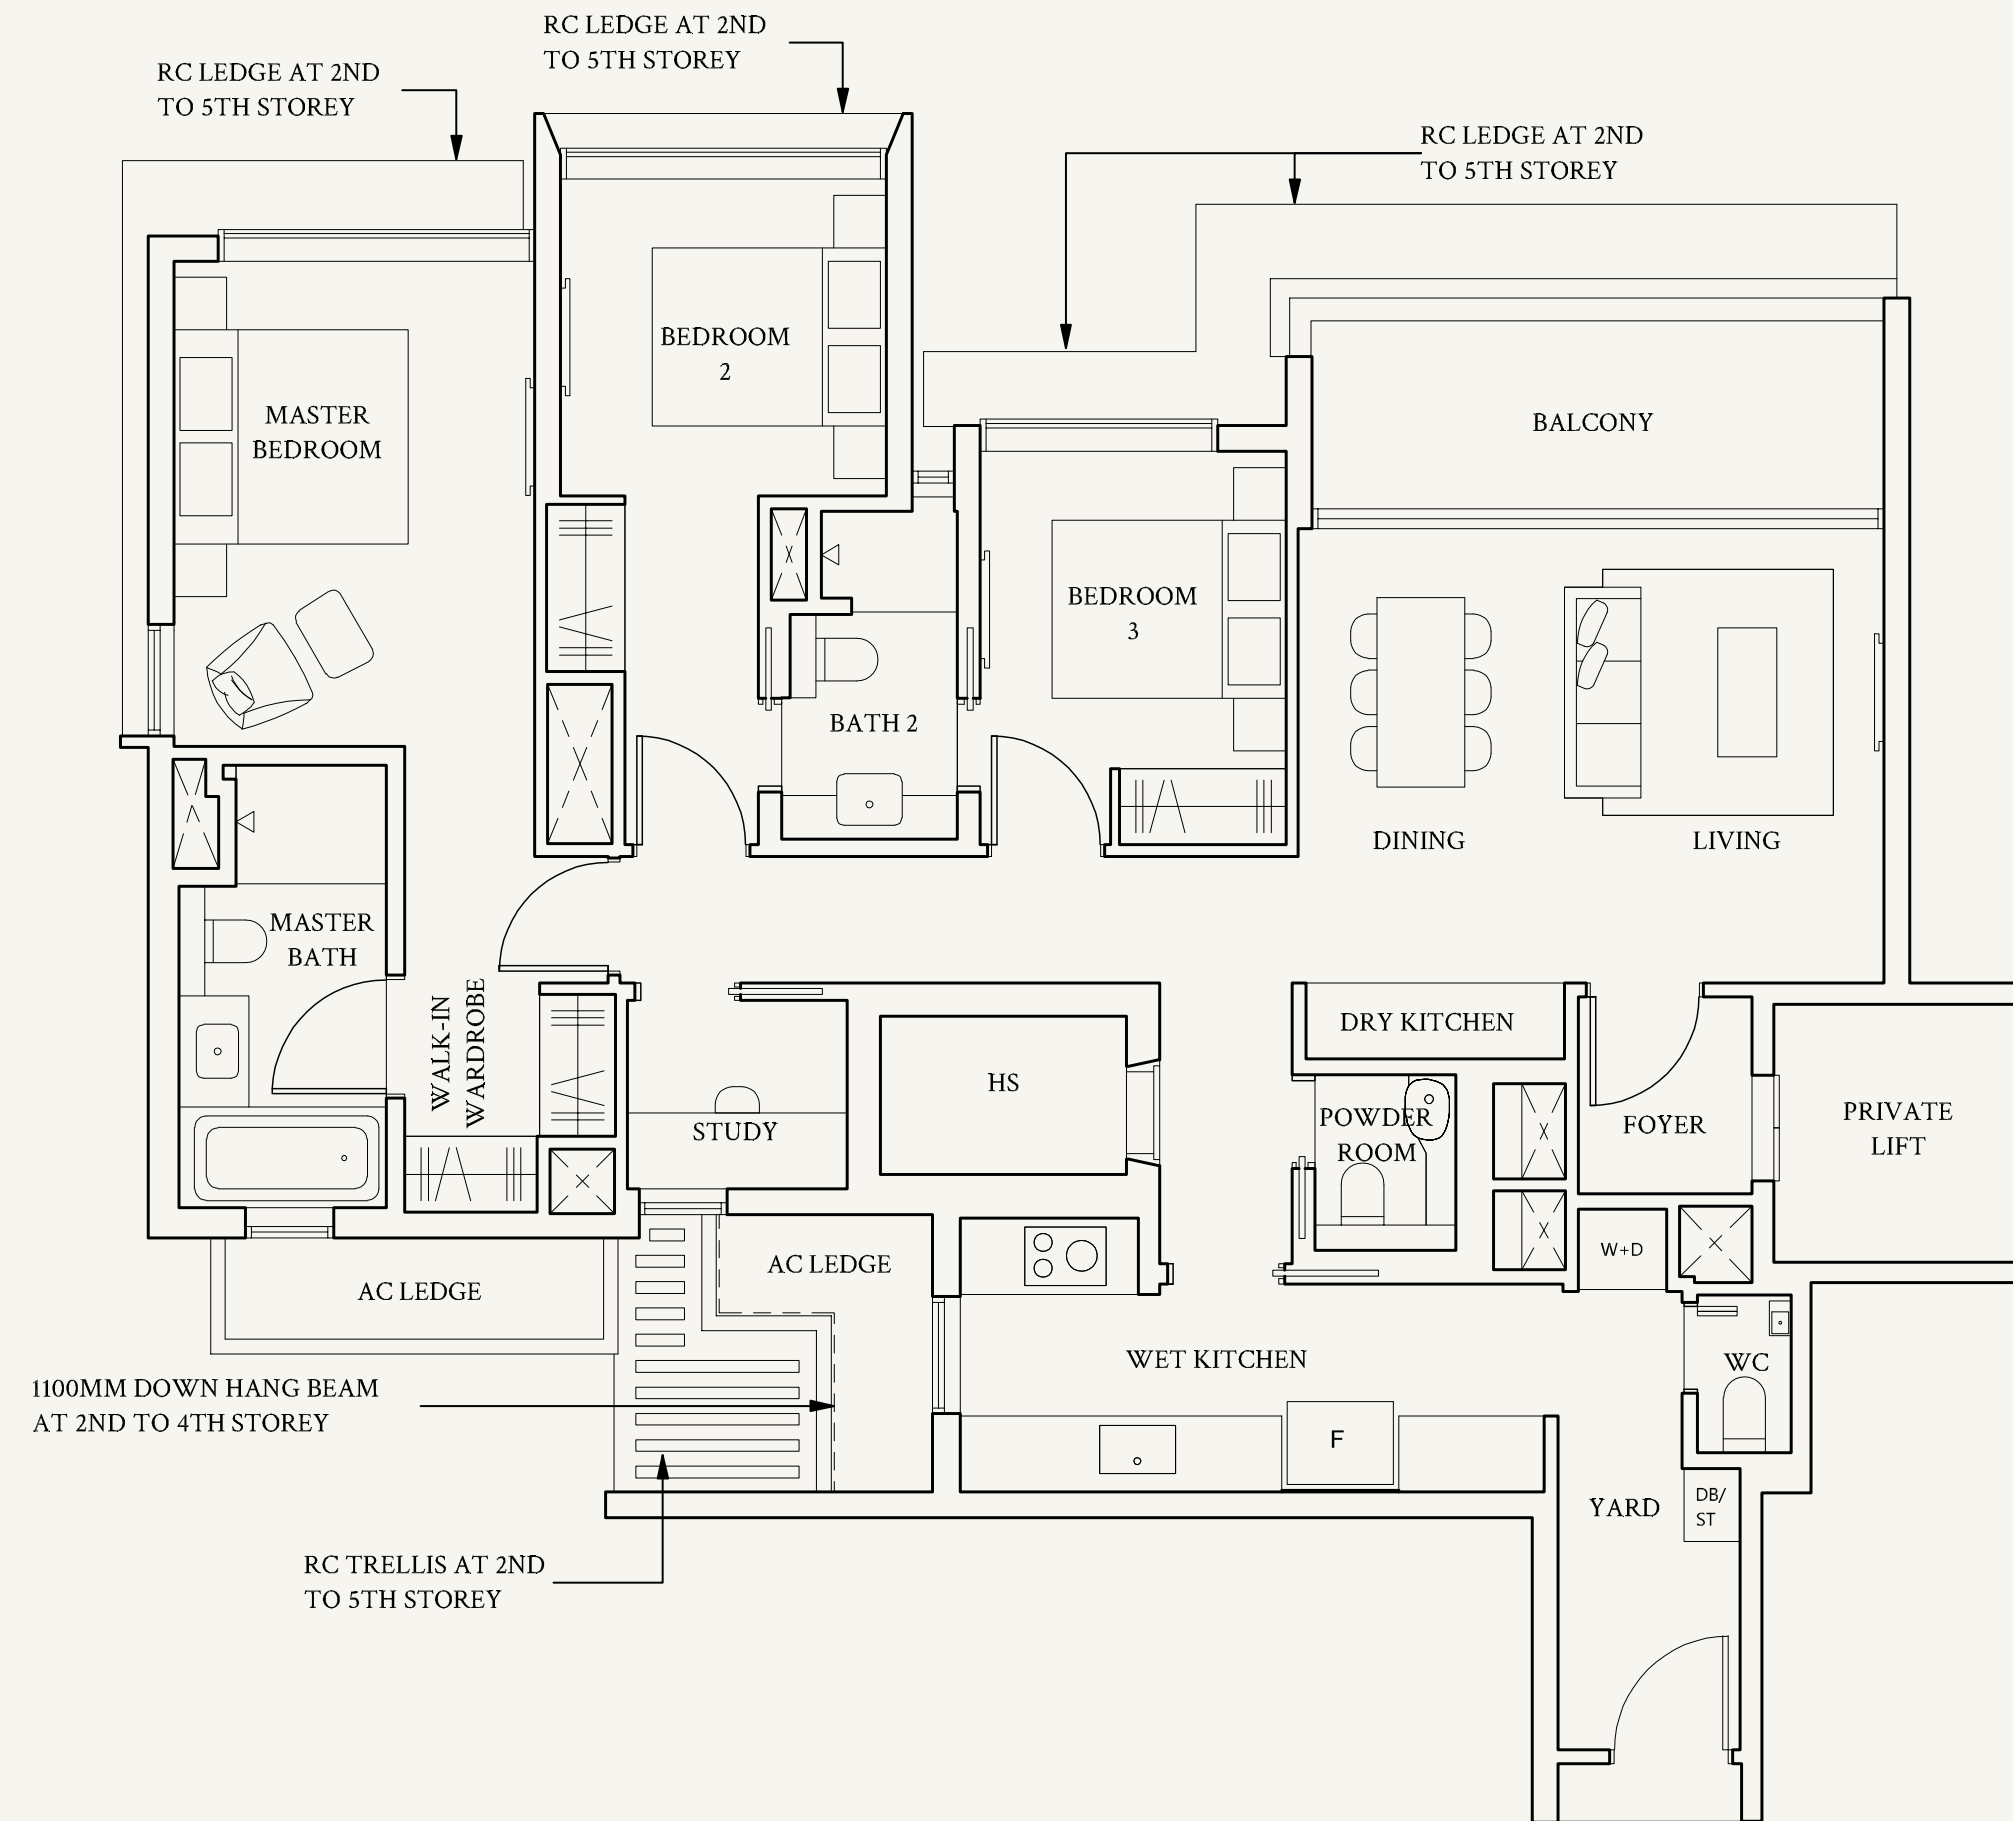 RC LEDGE AT 2ND
TO 5TH STOREY
RC LEDGE AT 2ND
TO 5TH STOREY
RC LEDGE AT 2ND
TO 5TH STOREY
BEDROOM
2
MASTER
BEDROOM
BALCONY
BEDROOM
3
BATH 2
DINING
LIVING
MASTER
BATH
WALK-IN
WARDROBE
DRY KITCHEN
HS
STUDY
POWDER
ROOM
FOYER
PRIVATE
LIFT
W+D
AC LEDGE
AC LEDGE
WET KITCHEN
WC
1100MM DOWN HANG BEAM
AT 2ND TO 4TH STOREY
F
YARD
DB/
ST
RC TRELLIS AT 2ND
TO 5TH STOREY